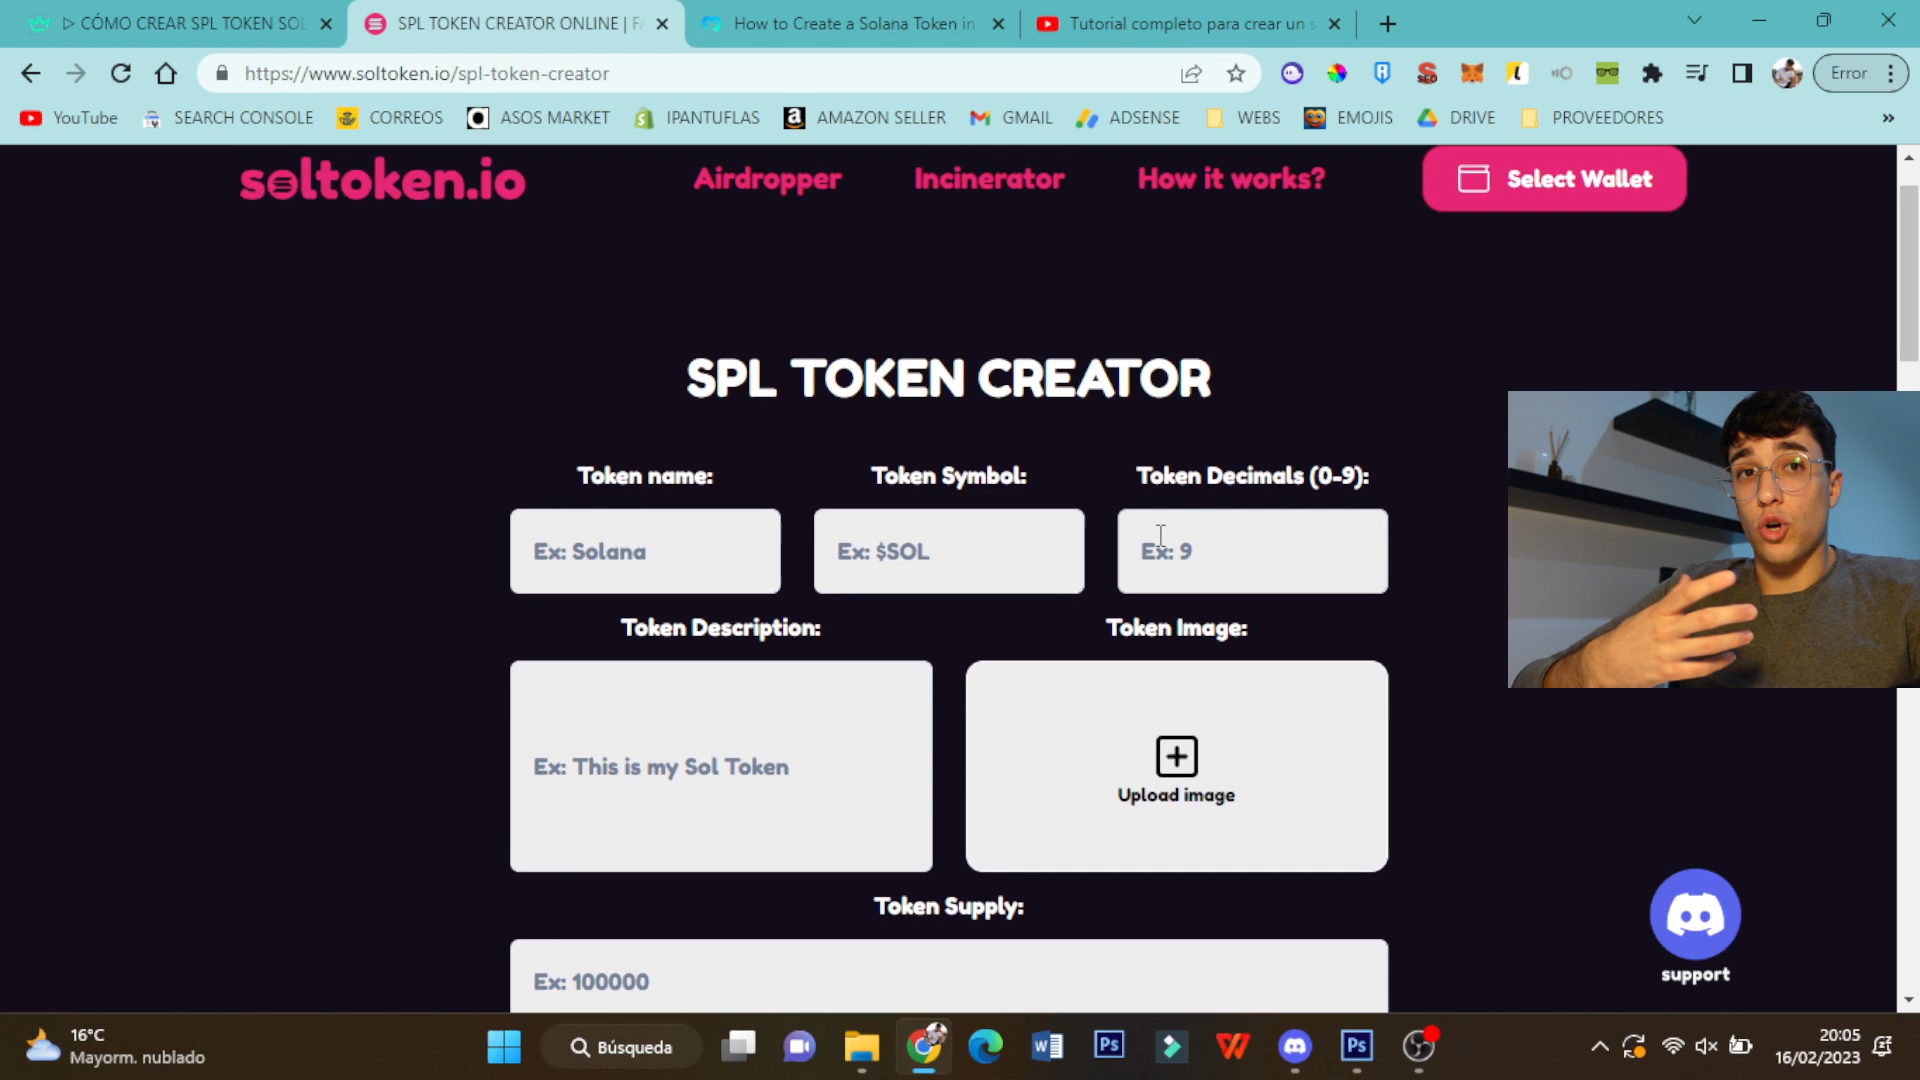 ▷ CÓMO CREAR SPL TOKEN SOL
SPL TOKEN CREATOR ONLINE | FA
How to Create a Solana Token in
Tutorial completo para crear un s
https://www.soltoken.io/spl-token-creator
Error
YouTube
SEARCH CONSOLE
CORREOS
ASOS MARKET
IPANTUFLAS
AMAZON SELLER
GMAIL
ADSENSE
WEBS
EMOJIS
DRIVE
PROVEEDORES
»
soltoken.io
Airdropper
Incinerator
How it works?
Select Wallet
SPL TOKEN CREATOR
Token name:
Token Symbol:
Token Decimals (0-9):
Ex: Solana
Ex: $SOL
Ex: 9
Token Description:
Token Image:
Ex: This is my Sol Token
Upload image
Token Supply:
Ex: 100000
support
16°C
Mayorm. nublado
Búsqueda
20:05
16/02/2023